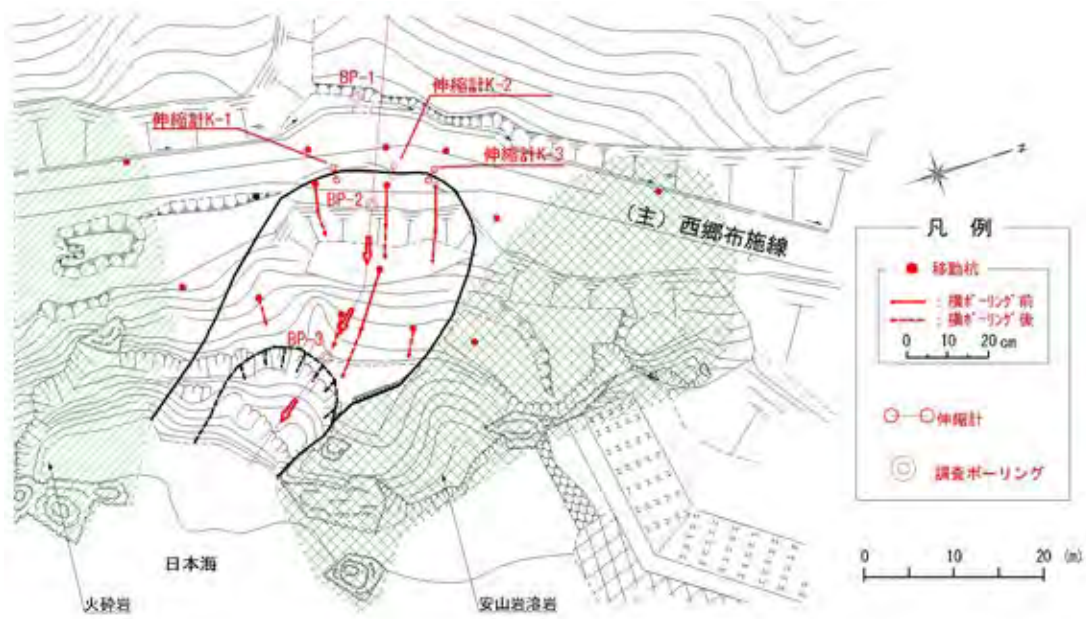 BP-1
伸縮計K-2
伸縮計K-1
伸縮計K-3
BP-2
(主) 西郷布施線
BP-3
日本海
火砕岩
安山岩溶岩
凡 例
移動杭
: 横ボーリング前
: 横ボーリング後
0 10 20 cm
伸縮計
調査ボーリング
0 10 20 (m)